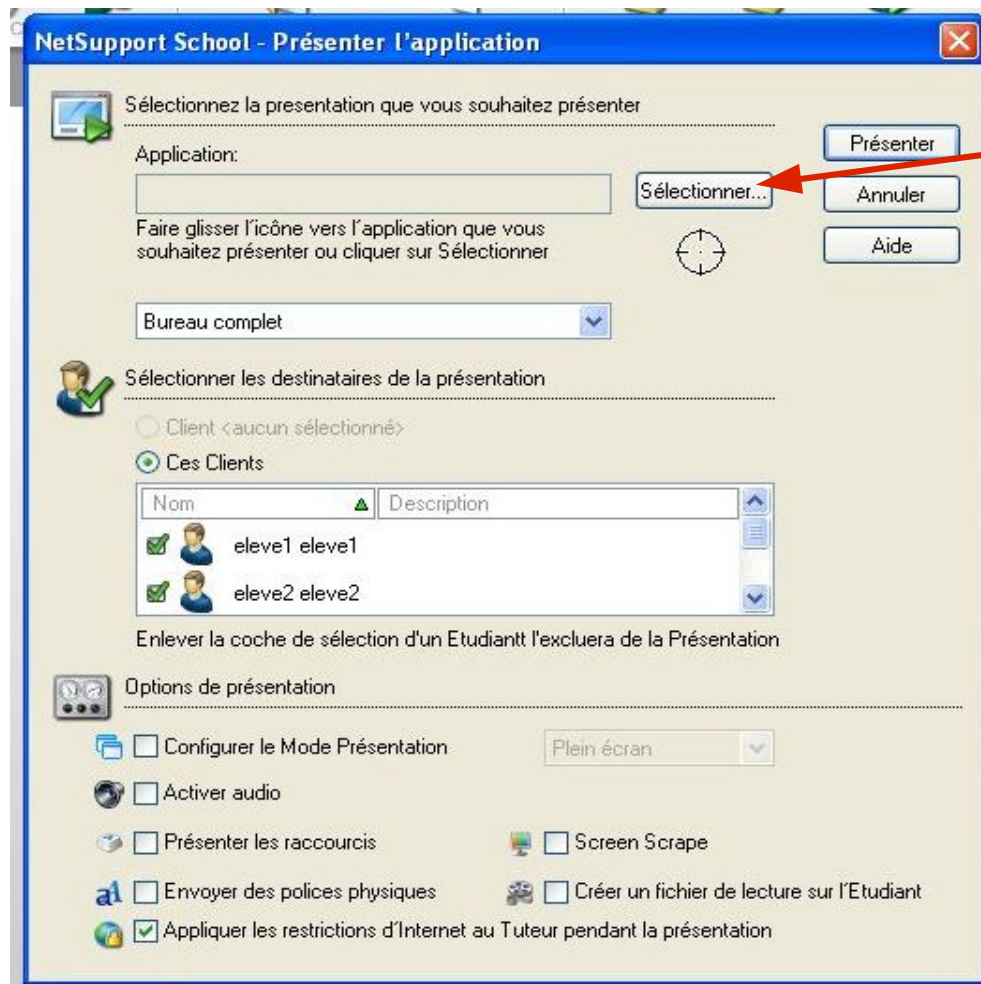 NetSupport School - Présenter l'application
Sélectionnez la presentation que vous souhaitez présenter
Présenter
Application:
Sélectionner...
Annuler
Faire glisser l'icône vers l'application que vous
souhaitez présenter ou cliquer sur Sélectionner
Aide
Bureau complet
Sélectionner les destinataires de la présentation
Client <aucun sélectionné>
Ces Clients
Nom Description
eleve1 eleve1
eleve2 eleve2
Enlever la coche de sélection d'un Etudiantt l'excluera de la Présentation
Options de présentation
Configurer le Mode Présentation Plein écran
Activer audio
Présenter les raccourcis Screen Scrape
Envoyer des polices physiques Créer un fichier de lecture sur l'Etudiant
Appliquer les restrictions d'Internet au Tuteur pendant la présentation